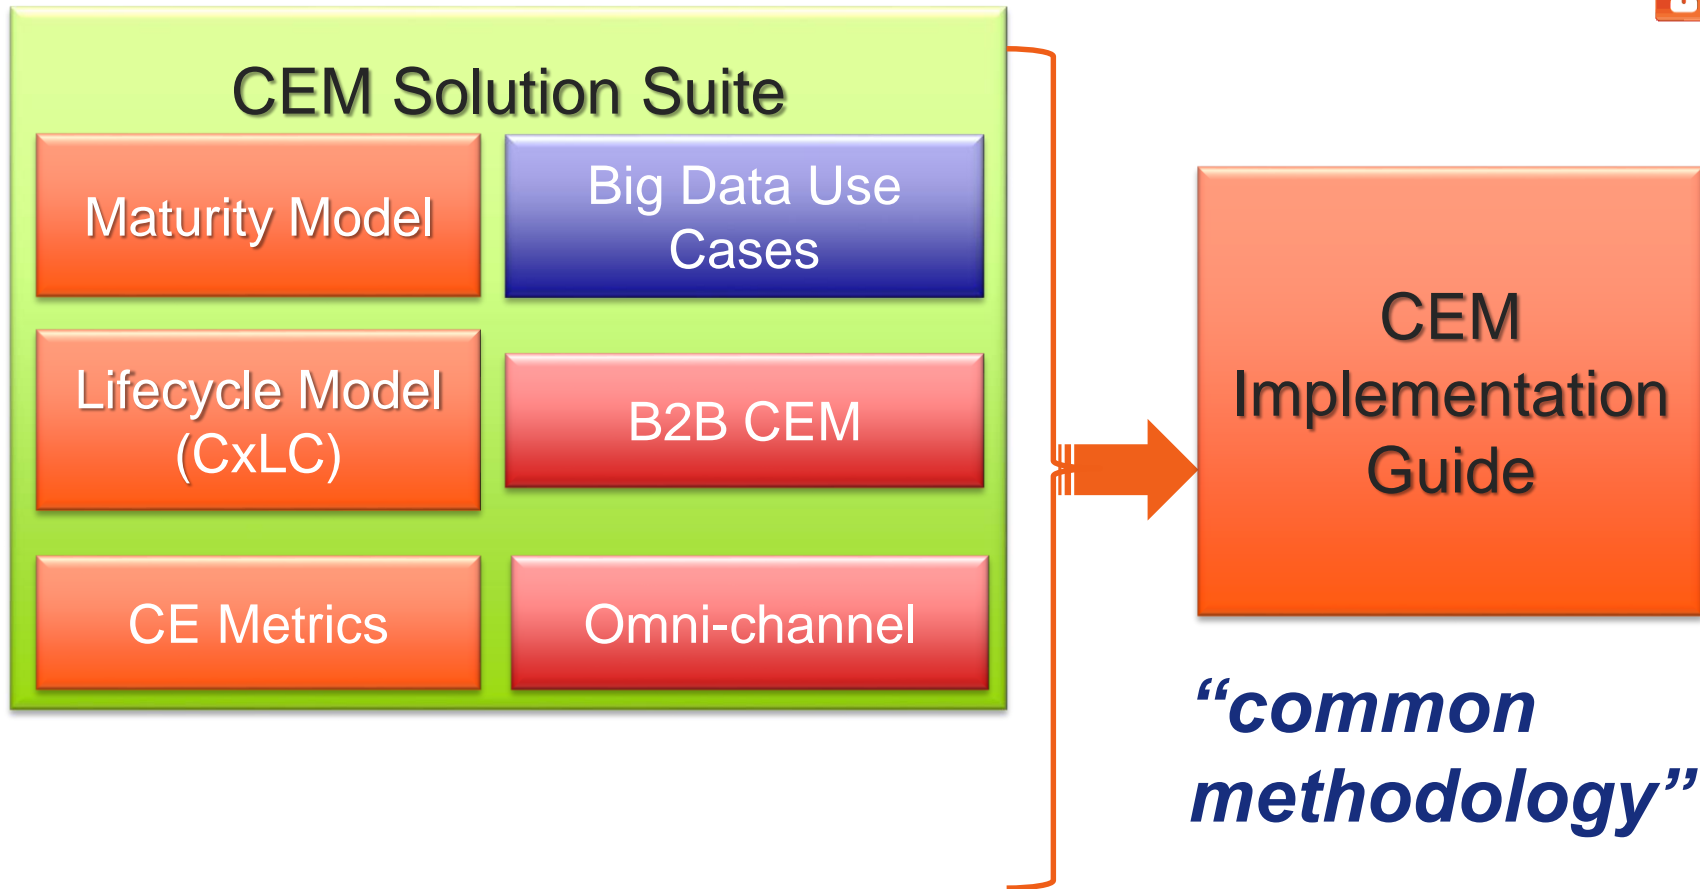 CEM Solution Suite
Maturity Model
Big Data Use
Cases
Lifecycle Model
(CxLC)
B2B CEM
CE Metrics
Omni-channel
CEM
Implementation
Guide
“common
methodology”